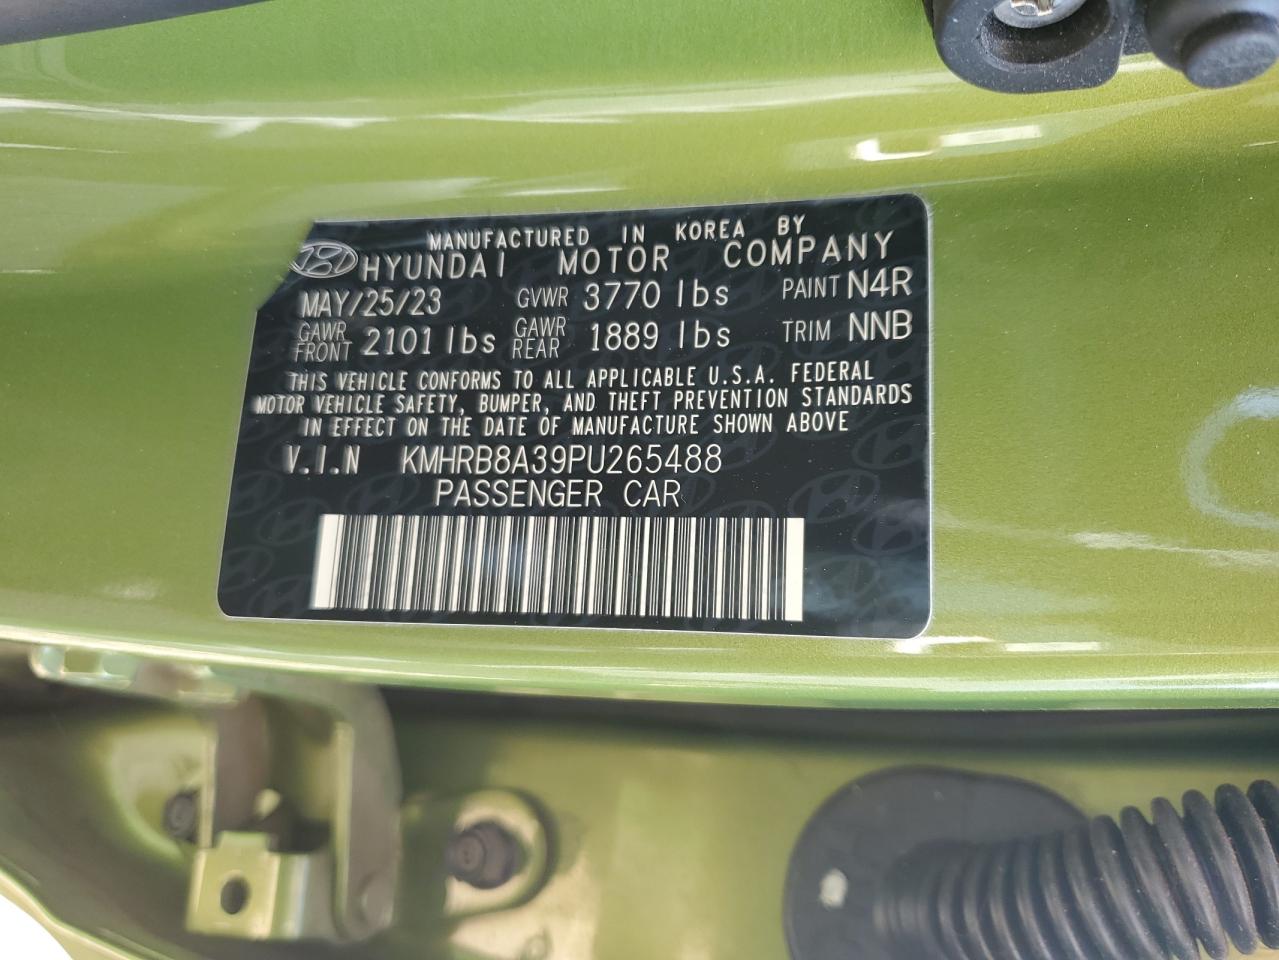 MANUFACTURED IN KOREA BY
HYUNDAI MOTOR COMPANY
MAY/25/23 GVWR 3770 lbs PAINT N4R
GAWR FRONT 2101 lbs GAWR REAR 1889 lbs TRIM NNB
THIS VEHICLE CONFORMS TO ALL APPLICABLE U.S.A. FEDERAL
MOTOR VEHICLE SAFETY, BUMPER, AND THEFT PREVENTION STANDARDS
IN EFFECT ON THE DATE OF MANUFACTURE SHOWN ABOVE
V.I.N KMHRB8A39PU265488
PASSENGER CAR